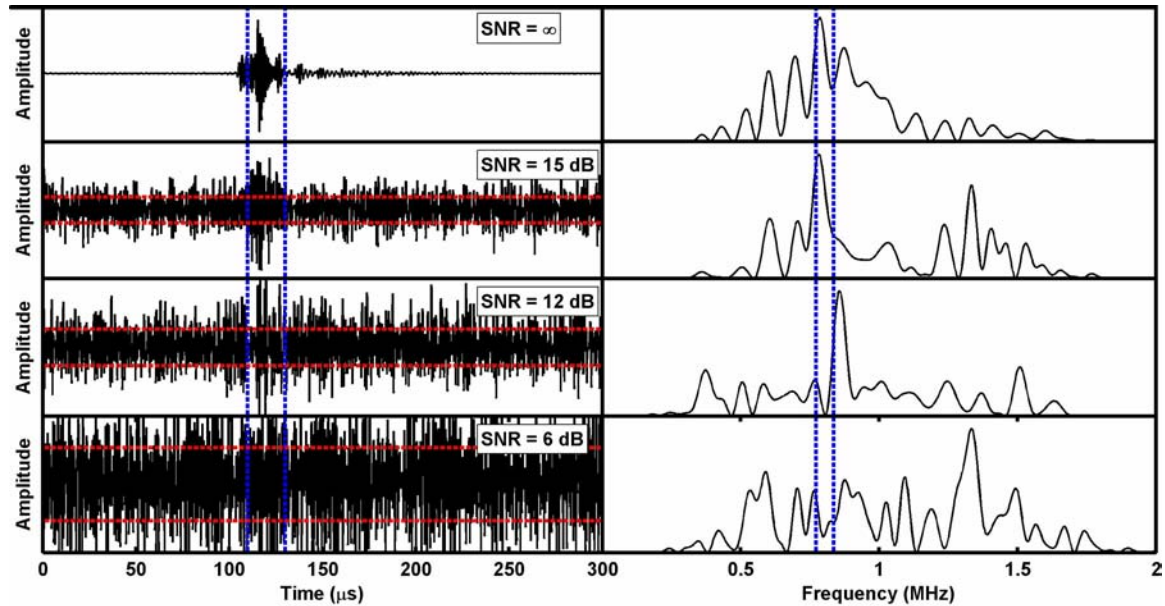 Amplitude
SNR = ∞
Amplitude
SNR = 15 dB
Amplitude
SNR = 12 dB
Amplitude
SNR = 6 dB
0 50 100 150 200 250 300
0.5 1 1.5 2
Time (μs)
Frequency (MHz)